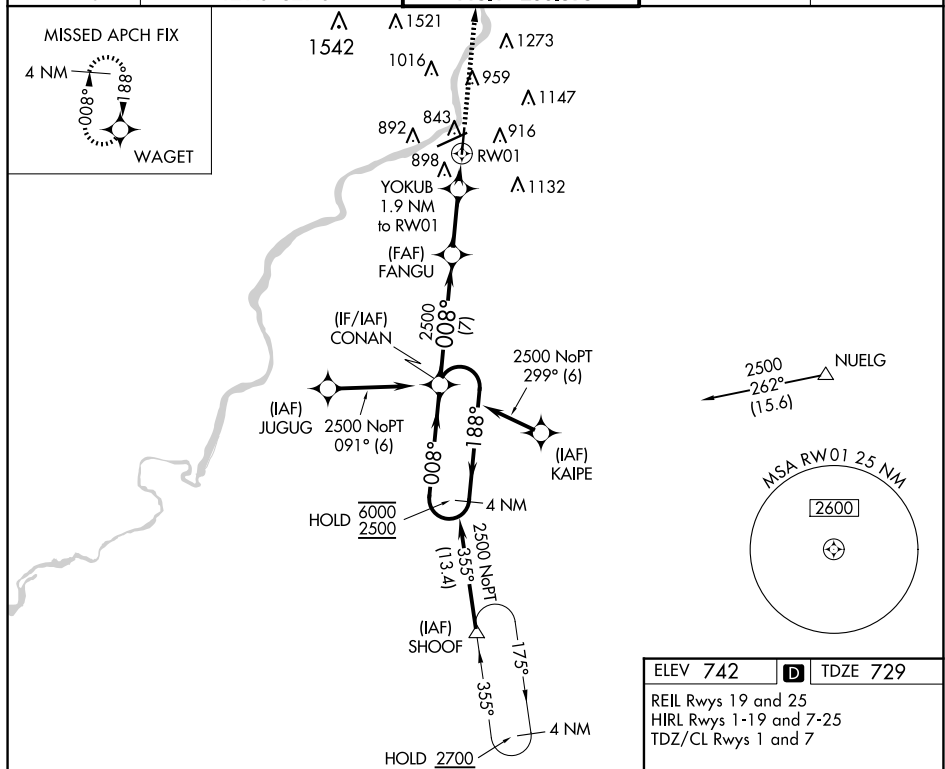 MISSED APCH FIX
4 NM
008°
188°
WAGET
1542
1521
1273
1016
959
1147
892
843
916
RW01
898
1132
YOKUB
1.9 NM
to RW01
(FAF)
FANGU
2500
008°
(7)
(IF/IAF)
CONAN
2500 NoPT
299° (6)
(IAF)
JUGUG
2500 NoPT
091° (6)
(IAF)
KAIPE
008°
188°
4 NM
HOLD 6000
2500
2500 NoPT
355°
(13.4)
(IAF)
SHOOF
175°
355°
4 NM
HOLD 2700
NUELG
2500
262°
(15.6)
MSA RW01 25 NM
2600
ELEV 742 D TDZE 729
REIL Rwys 19 and 25
HIRL Rwys 1-19 and 7-25
TDZ/CL Rwys 1 and 7